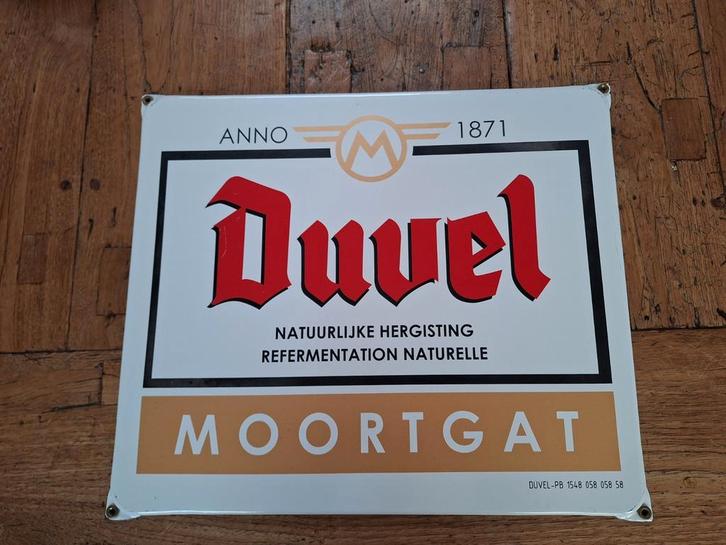 ANNO M 1871
Duvel
NATUURLIJKE HERGISTING
REFERMENTATION NATURELLE
MOORTGAT
DUVEL-PB 1548 058 058 58